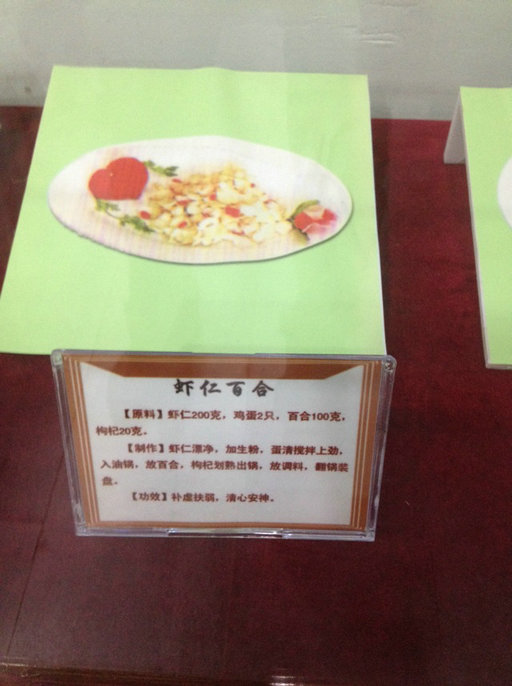 虾仁百合
【原料】虾仁200克，鸡蛋2只，百合100克，
枸杞20克。
【制作】虾仁漂净，加生粉，蛋清搅拌上劲，
入油锅，放百合，枸杞划熟出锅，放调料，翻锅装
盘。
【功效】补虚扶弱，清心安神。